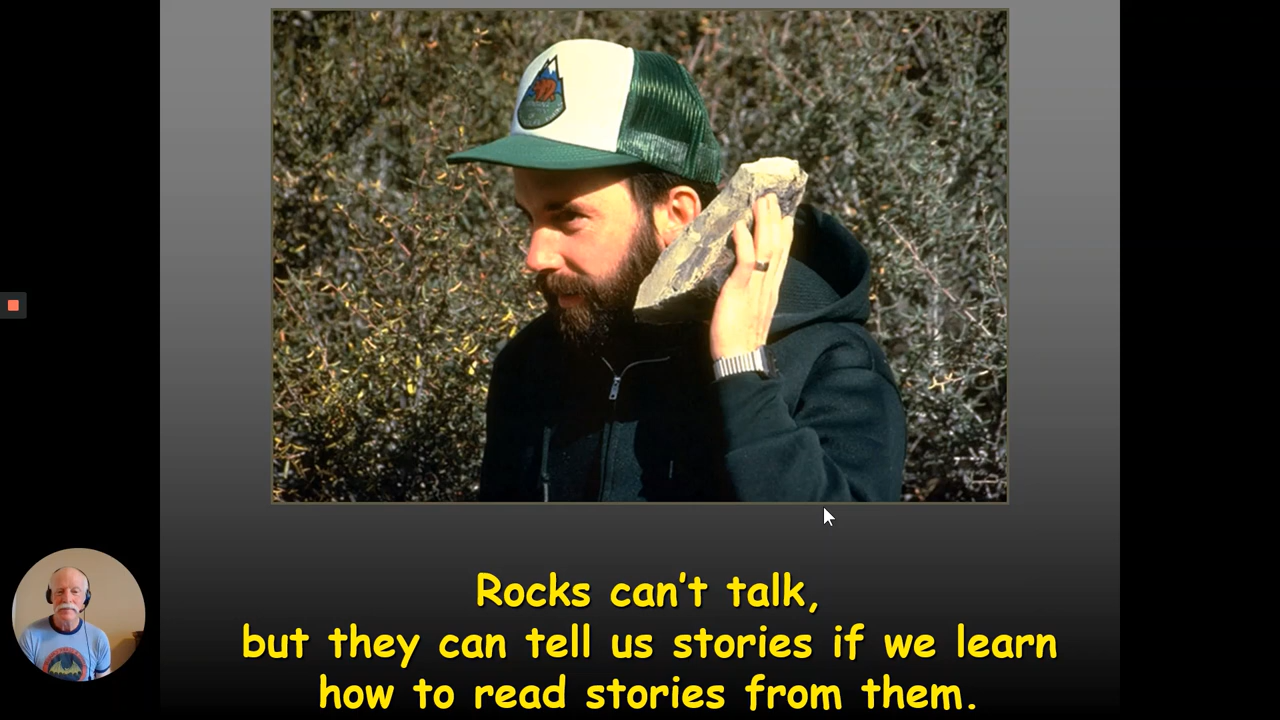 Rocks can't talk,
but they can tell us stories if we learn
how to read stories from them.